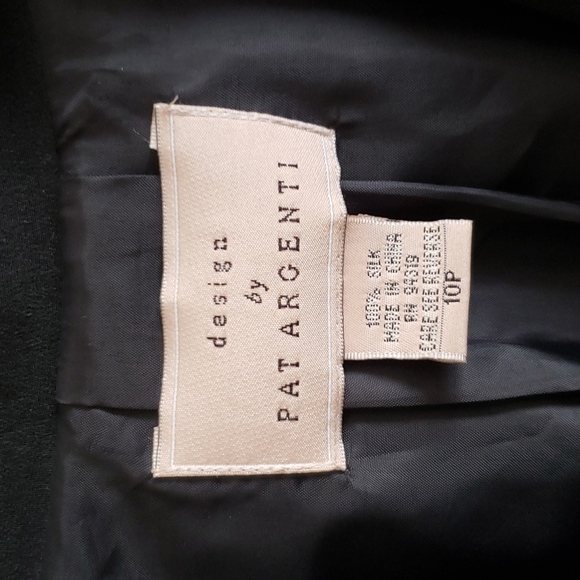 design
by
PAT ARGENTI
100% SILK
MADE IN CHINA
RN 94319
CARE SEE REVERSE
10P